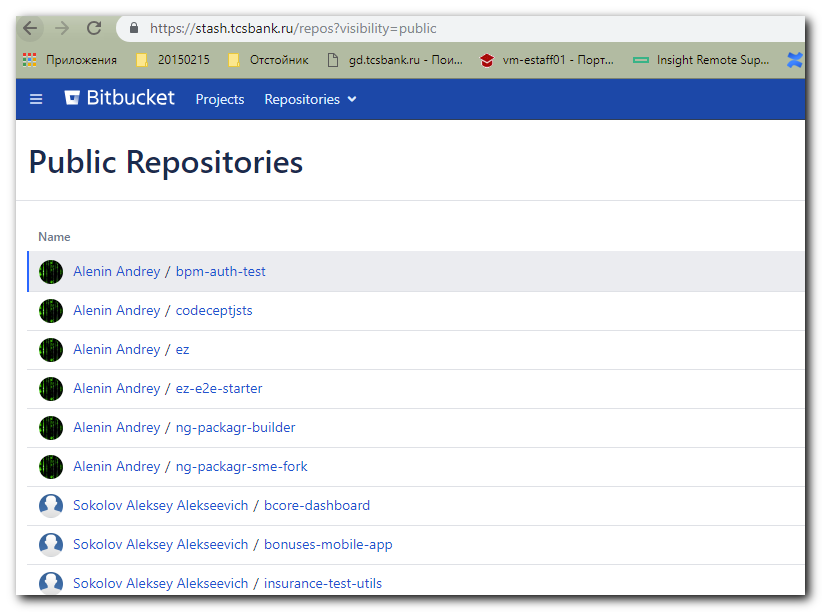 https://stash.tcsbank.ru/repos?visibility=public
Приложения 20150215 Отстойник gd.tcsbank.ru - Пои... vm-estaff01 - Порт... Insight Remote Sup...
Bitbucket Projects Repositories
Public Repositories
Name
Alenin Andrey / bpm-auth-test
Alenin Andrey / codeceptjsts
Alenin Andrey / ez
Alenin Andrey / ez-e2e-starter
Alenin Andrey / ng-packagr-builder
Alenin Andrey / ng-packagr-sme-fork
Sokolov Aleksey Alekseevich / bcore-dashboard
Sokolov Aleksey Alekseevich / bonuses-mobile-app
Sokolov Aleksey Alekseevich / insurance-test-utils